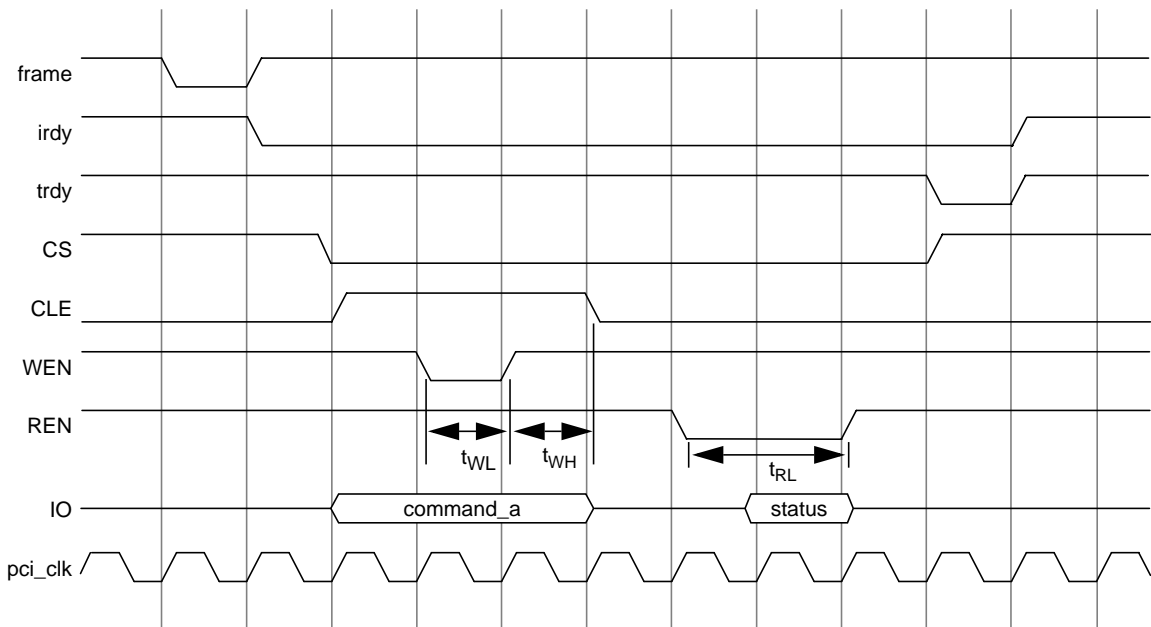 frame
irdy
trdy
CS
CLE
WEN
REN
tWL
tWH
tRL
IO
command_a
status
pci_clk